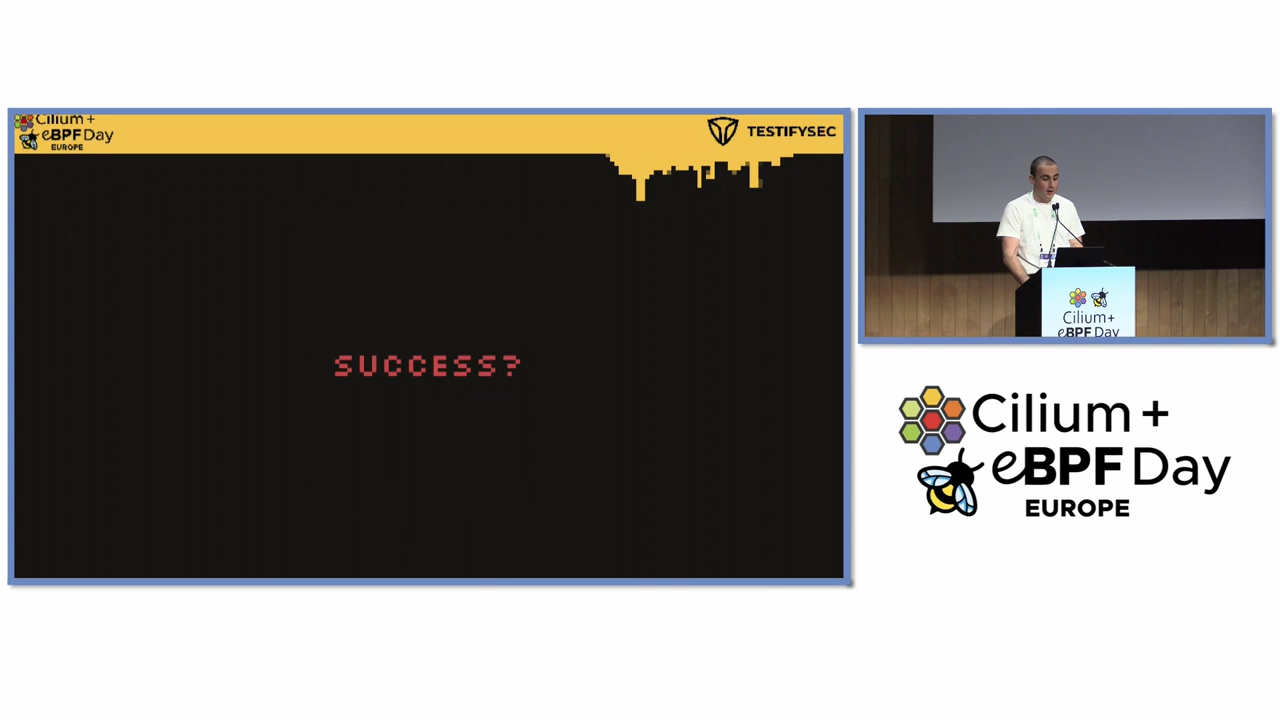 Cilium +
eBPF Day
EUROPE
TESTIFYSEC
SUCCESS?
Cilium +
eBPF Day
Cilium +
eBPF Day
EUROPE